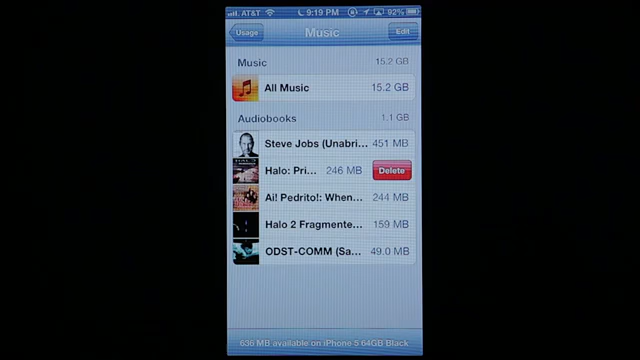 AT&T 9:19 PM 92%
Usage Music Edit
Music 15.2 GB
All Music 15.2 GB
Audiobooks 1.1 GB
Steve Jobs (Unabri... 451 MB
Halo: Pri... 246 MB Delete
Ai! Pedrito!: When... 244 MB
Halo 2 Fragmente... 159 MB
ODST-COMM (Sa... 49.0 MB
636 MB available on iPhone 5 64GB Black